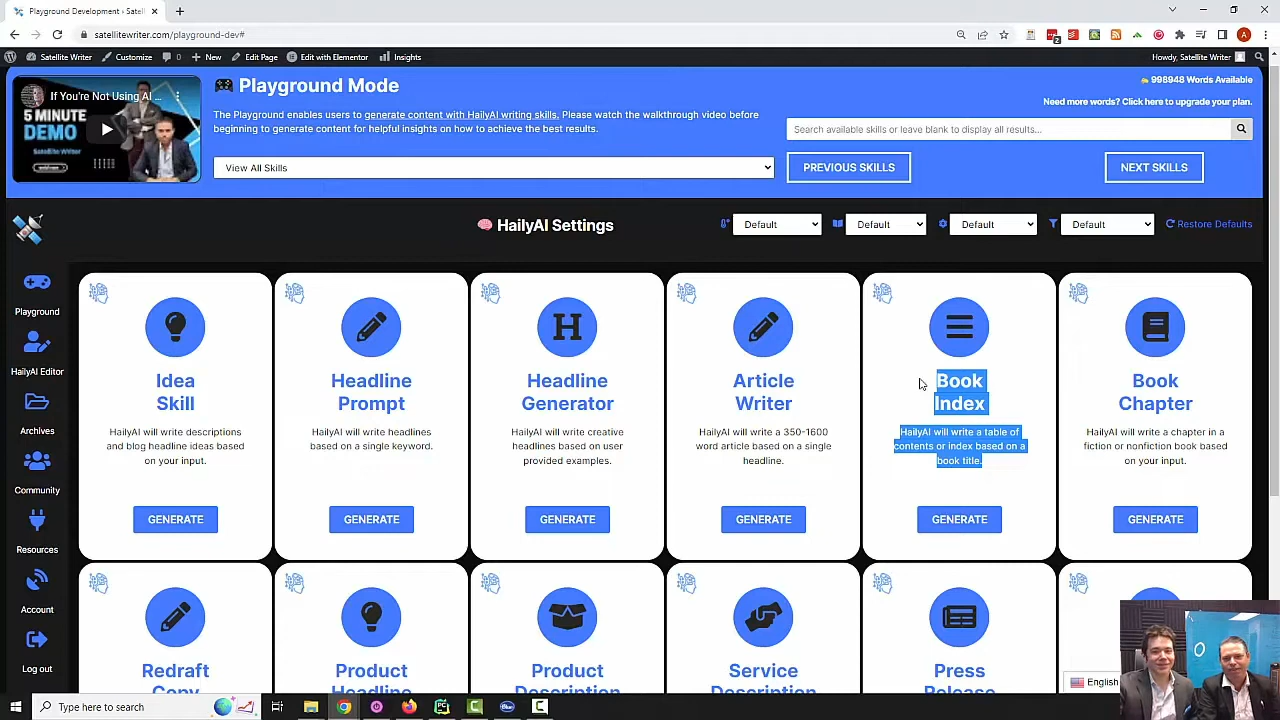 Playground Development › Satell
satellitewriter.com/playground-dev#
A
Satellite Writer
Customize
0
New
Edit Page
Edit with Elementor
Insights
Howdy, Satellite Writer
If You're Not Using AI ...
5 MINUTE
DEMO
Playground Mode
The Playground enables users to generate content with HailyAI writing skills. Please watch the walkthrough video before
beginning to generate content for helpful insights on how to achieve the best results.
View All Skills
998948 Words Available
Need more words? Click here to upgrade your plan.
Search available skills or leave blank to display all results...
PREVIOUS SKILLS
NEXT SKILLS
HailyAI Settings
Default
Default
Default
Default
Restore Defaults
Playground
HailyAI Editor
Archives
Community
Resources
Account
Log out
Idea
Skill
HailyAI will write descriptions
and blog headline ideas based
on your input.
GENERATE
Headline
Prompt
HailyAI will write headlines
based on a single keyword.
GENERATE
H
Headline
Generator
HailyAI will write creative
headlines based on user
provided examples.
GENERATE
Article
Writer
HailyAI will write a 350-1600
word article based on a single
headline.
GENERATE
Book
Index
HailyAI will write a table of
contents or index based on a
book title.
GENERATE
Book
Chapter
HailyAI will write a chapter in a
fiction or nonfiction book based
on your input.
GENERATE
Redraft
Copy
Product
Headline
Product
Description
Service
Description
Press
Release
English
Type here to search